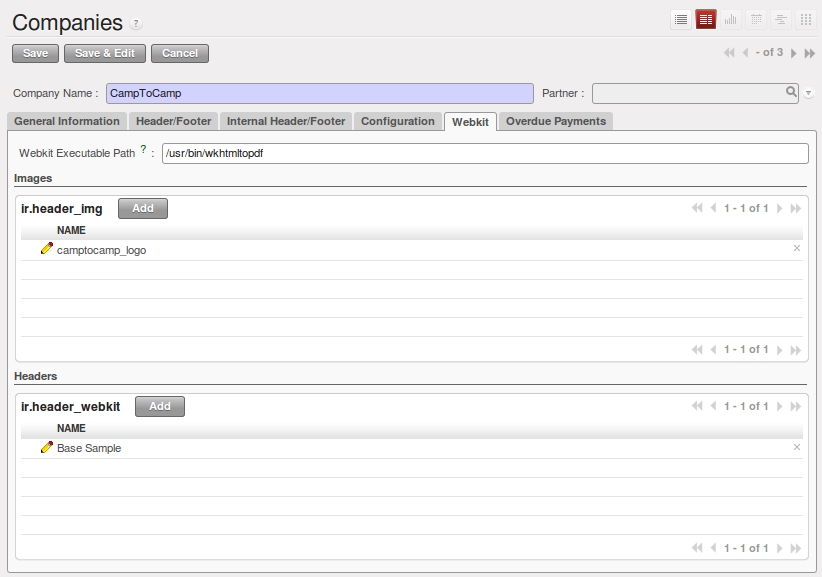 Companies ?
Save Save & Edit Cancel - of 3
Company Name : CampToCamp Partner :
General Information Header/Footer Internal Header/Footer Configuration Webkit Overdue Payments
Webkit Executable Path ? : /usr/bin/wkhtmltopdf
Images
ir.header_img Add 1 - 1 of 1
NAME
camptocamp_logo
1 - 1 of 1
Headers
ir.header_webkit Add 1 - 1 of 1
NAME
Base Sample
1 - 1 of 1